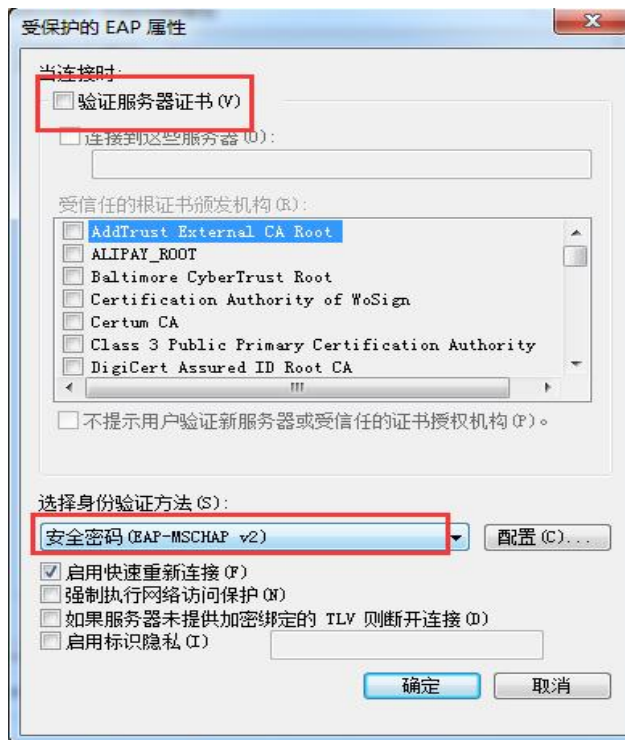 受保护的 EAP 属性
当连接时:
验证服务器证书(V)
连接到这些服务器(O):
受信任的根证书颁发机构(R):
AddTrust External CA Root
ALIPAY_ROOT
Baltimore CyberTrust Root
Certification Authority of WoSign
Certum CA
Class 3 Public Primary Certification Authority
DigiCert Assured ID Root CA
不提示用户验证新服务器或受信任的证书授权机构(P)。
选择身份验证方法(S):
安全密码(EAP-MSCHAP v2)
配置(C)...
启用快速重新连接(F)
强制执行网络访问保护(N)
如果服务器未提供加密绑定的 TLV 则断开连接(D)
启用标识隐私(I)
确定 取消